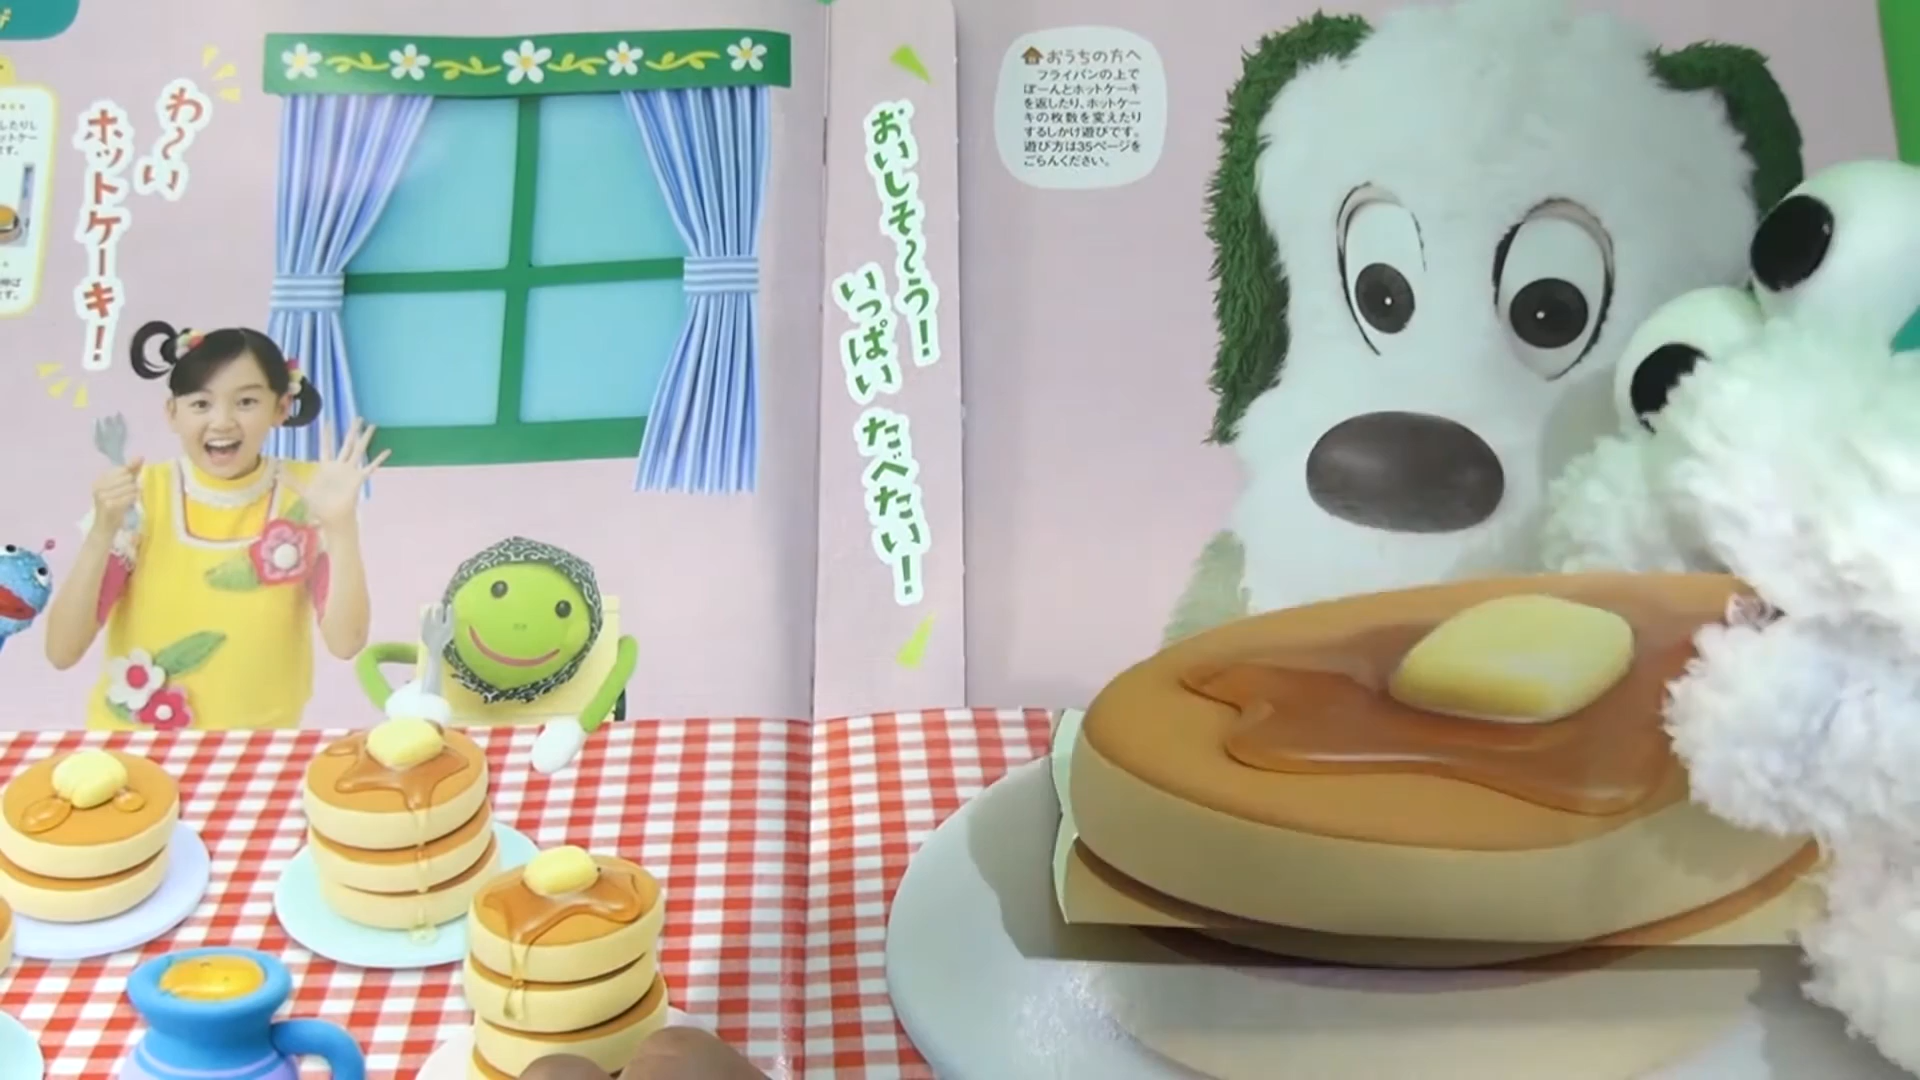 わ〜い
ホットケーキ!
おいしそ〜う!
いっぱい たべたい!
おうちの方へ
フライパンの上で
ぽーんとホットケーキ
を返したり、ホットケー
キの枚数を変えたり
するしかけ遊びです。
遊び方は35ページを
ごらんください。